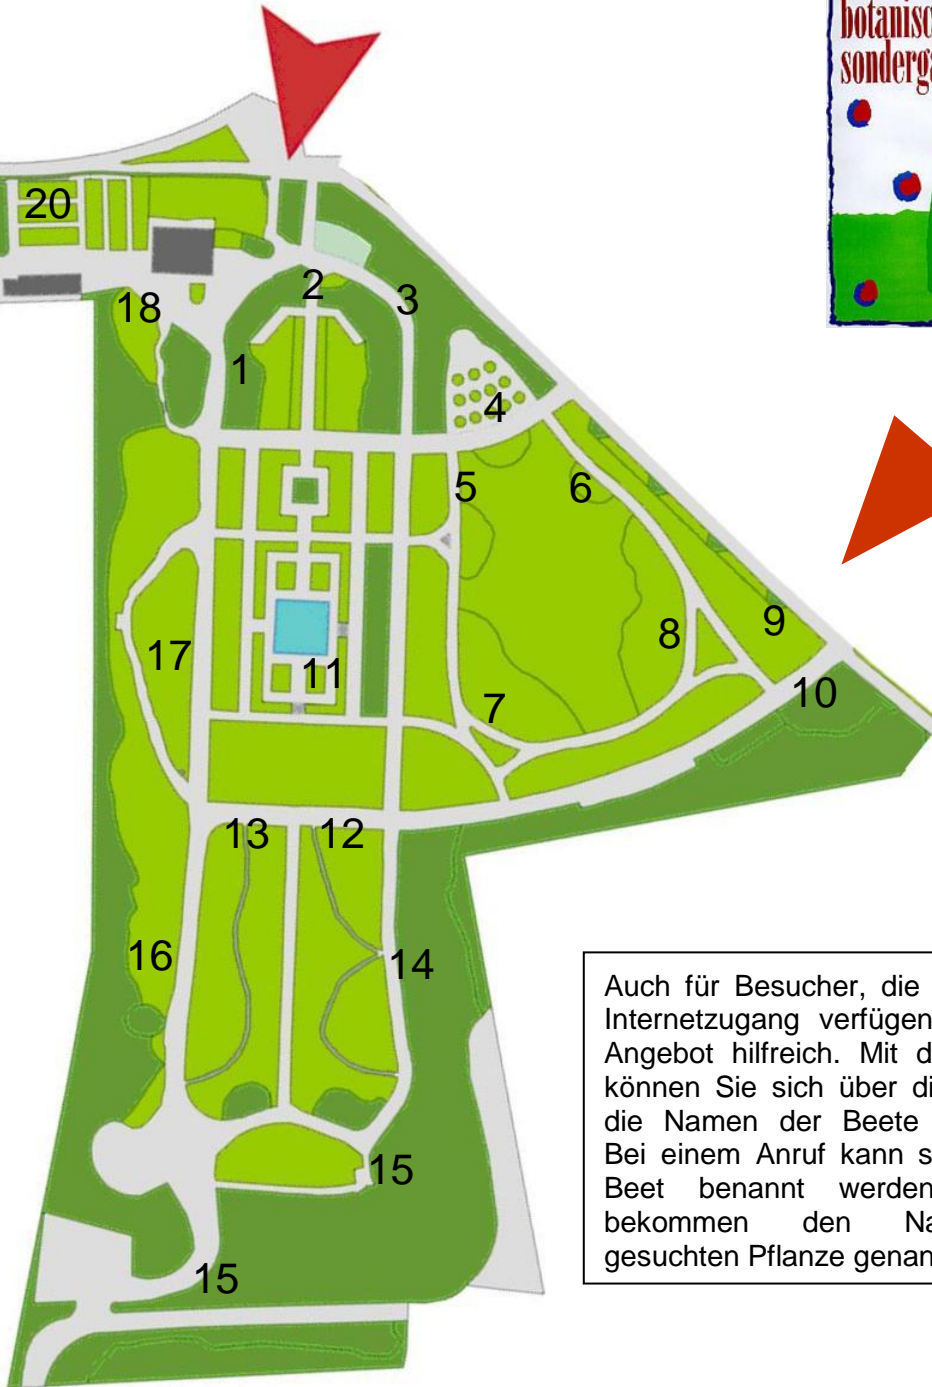 botanisc
sonderga
20
2
3
18
1
4
5
6
9
8
17
11
10
7
13
12
16
14
15
15
Auch für Besucher, die
Internetzugang verfügen
Angebot hilfreich. Mit d
können Sie sich über di
die Namen der Beete
Bei einem Anruf kann s
Beet benannt werden
bekommen den Na
gesuchten Pflanze genan